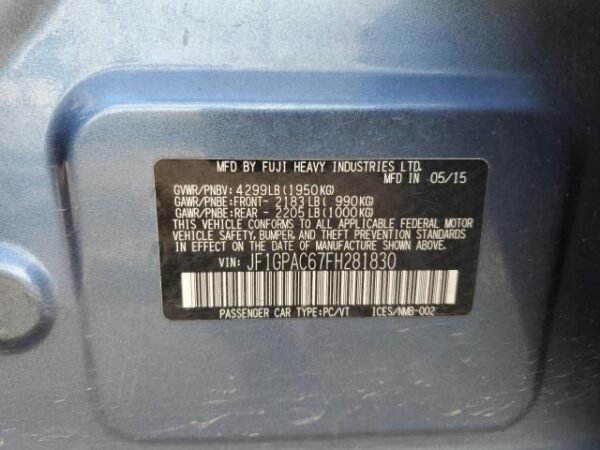 MFD BY FUJI HEAVY INDUSTRIES LTD.
MFD IN 05/15
GVWR/PNBV: 4299LB(1950KG)
GAWR/PNBE:FRONT- 2183LB( 990KG)
GAWR/PNBE:REAR - 2205LB(1000KG)
THIS VEHICLE CONFORMS TO ALL APPLICABLE FEDERAL MOTOR
VEHICLE SAFETY, BUMPER, AND THEFT PREVENTION STANDARDS
IN EFFECT ON THE DATE OF MANUFACTURE SHOWN ABOVE.
VIN: JF1GPAC67FH281830
PASSENGER CAR TYPE:PC/VT ICES/NMB-002